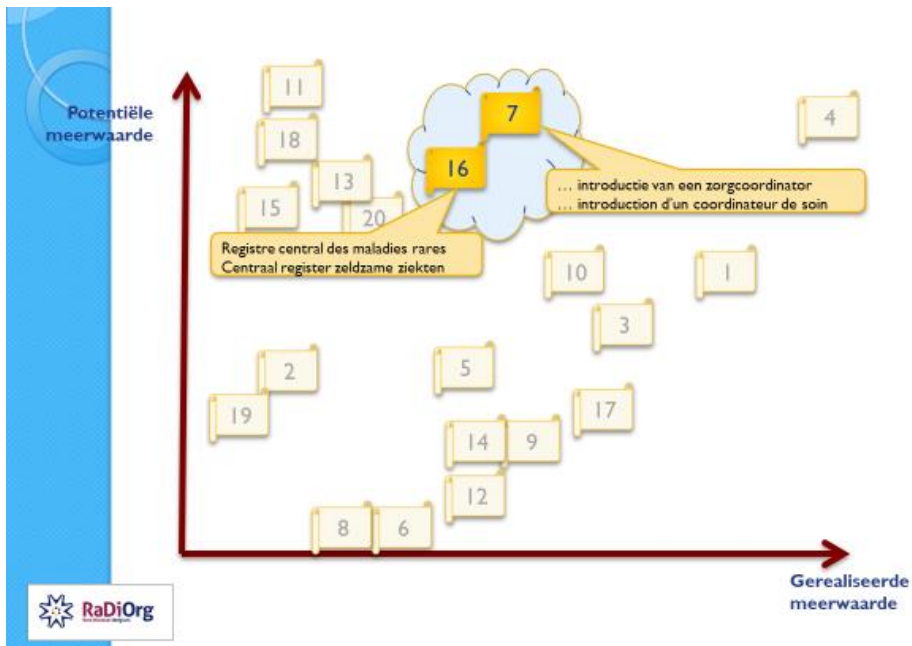 11
Potentiële
meerwaarde
7
4
18
16
13
… introductie van een zorgcoordinator
… introduction d'un coordinateur de soin
15
20
Registre central des maladies rares
Centraal register zeldzame ziekten
10
1
3
2
5
19
17
14
9
12
8
6
Gerealiseerde
meerwaarde
RaDiOrg